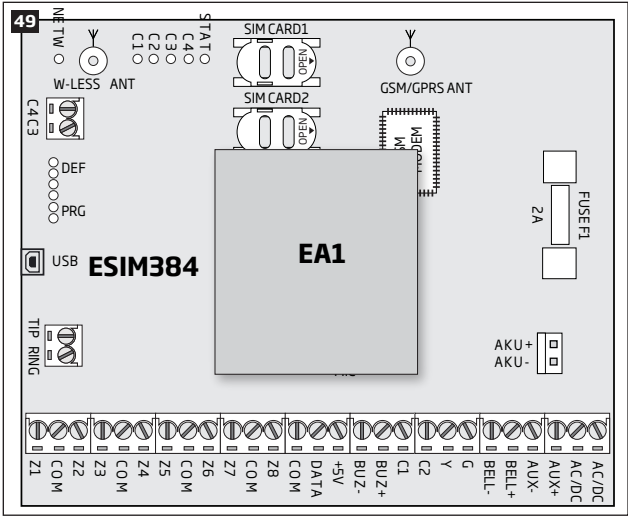 49
NETW
C1
C2
C3
C4
STAT
SIM CARD1
OPEN
W-LESS ANT
GSM/GPRS ANT
SIM CARD2
OPEN
C4 C3
DEF
PRG
FUSE F1
2A
USB
ESIM384
EA1
TIP RING
AKU+
AKU-
Z1 COM Z2 Z3 COM Z4 Z5 COM Z6 Z7 COM Z8 COM DATA +5V BUZ- BUZ+ C1 C2 Y G BELL- BELL+ AUX- AUX+ AC/DC AC/DC